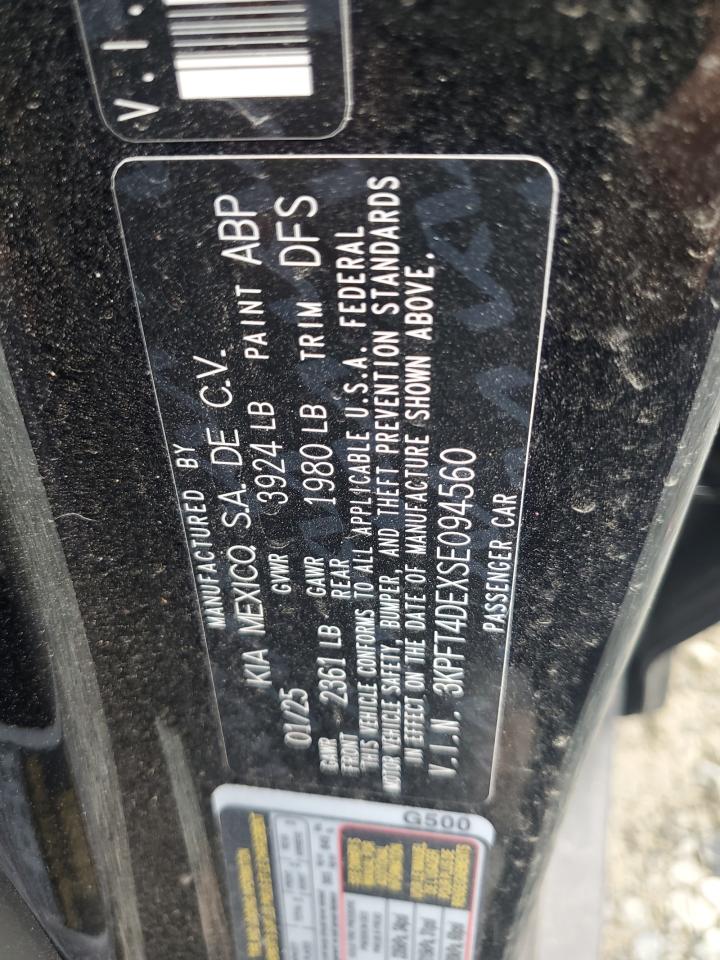 V.I.
MANUFACTURED BY
KIA MEXICO S.A. DE C.V.
01/25 GVWR 3924 LB PAINT ABP
GAWR FRONT 2361 LB GAWR REAR 1980 LB TRIM DFS
THIS VEHICLE CONFORMS TO ALL APPLICABLE U.S.A. FEDERAL
MOTOR VEHICLE SAFETY, BUMPER, AND THEFT PREVENTION STANDARDS
IN EFFECT ON THE DATE OF MANUFACTURE SHOWN ABOVE.
V.I.N. 3KPFT4DEXSE094560
PASSENGER CAR
G500